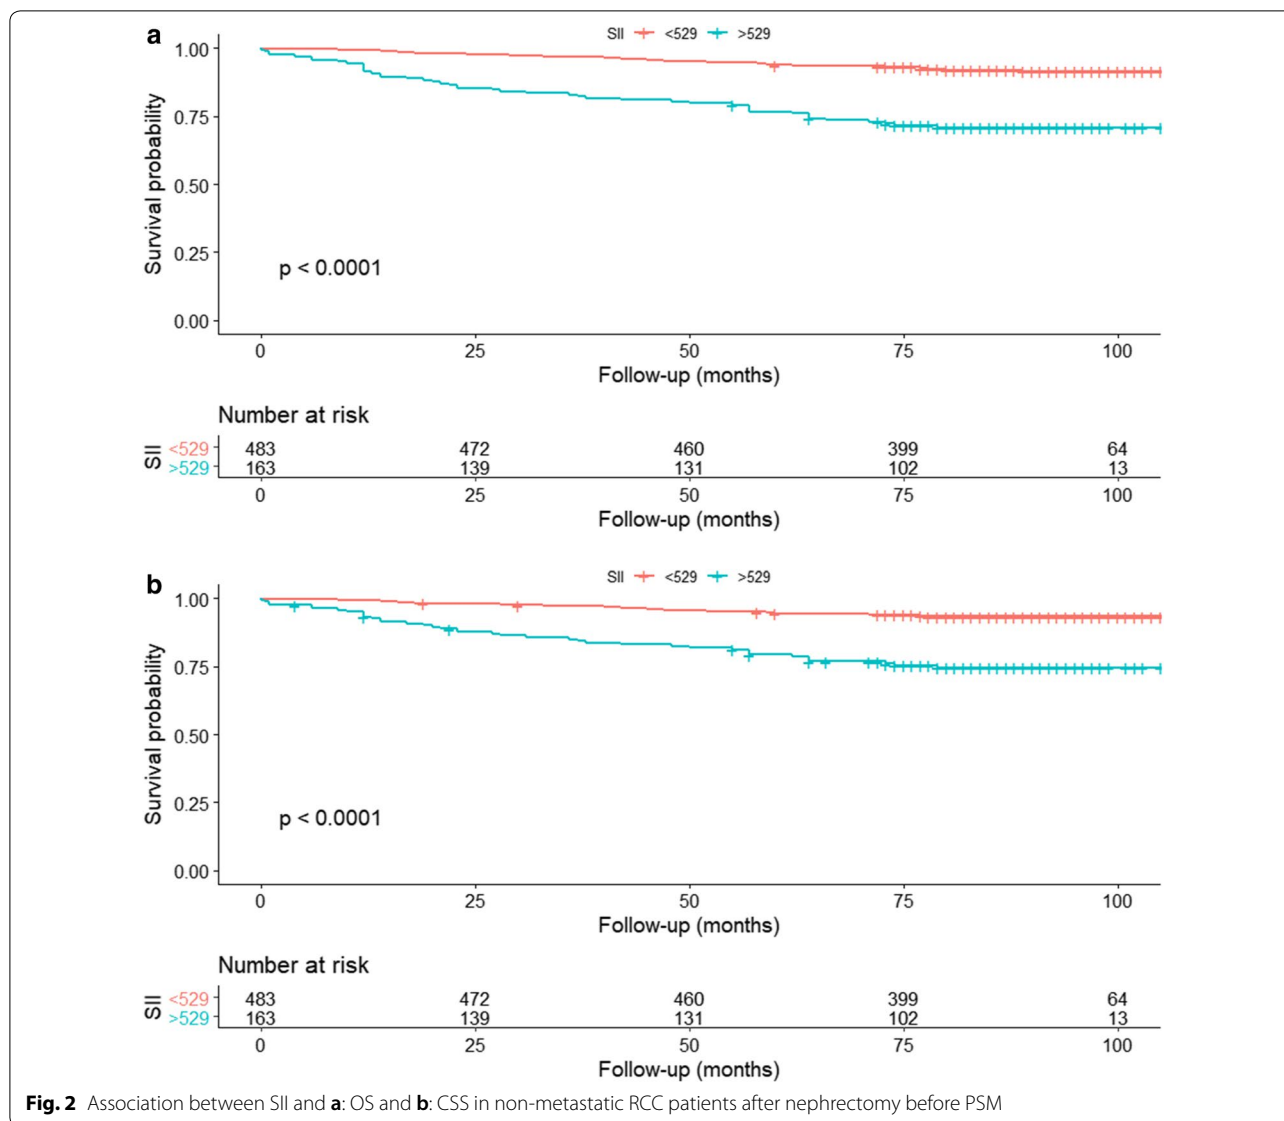 a
SII <529 >529
1.00
0.75
0.50
0.25
0.00
Survival probability
p < 0.0001
0 25 50 75 100
Follow-up (months)
Number at risk
SII
<529 483 472 460 399 64
>529 163 139 131 102 13
0 25 50 75 100
Follow-up (months)
b
SII <529 >529
1.00
0.75
0.50
0.25
0.00
Survival probability
p < 0.0001
0 25 50 75 100
Follow-up (months)
Number at risk
SII
<529 483 472 460 399 64
>529 163 139 131 102 13
0 25 50 75 100
Follow-up (months)
Fig. 2 Association between SII and a: OS and b: CSS in non-metastatic RCC patients after nephrectomy before PSM